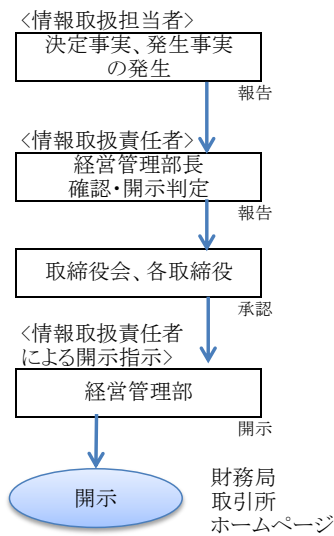 <情報取扱担当者>
決定事実、発生事実
の発生
報告
<情報取扱責任者>
経営管理部長
確認・開示判定
報告
取締役会、各取締役
承認
<情報取扱責任者
による開示指示>
経営管理部
開示
開示
財務局
取引所
ホームページ